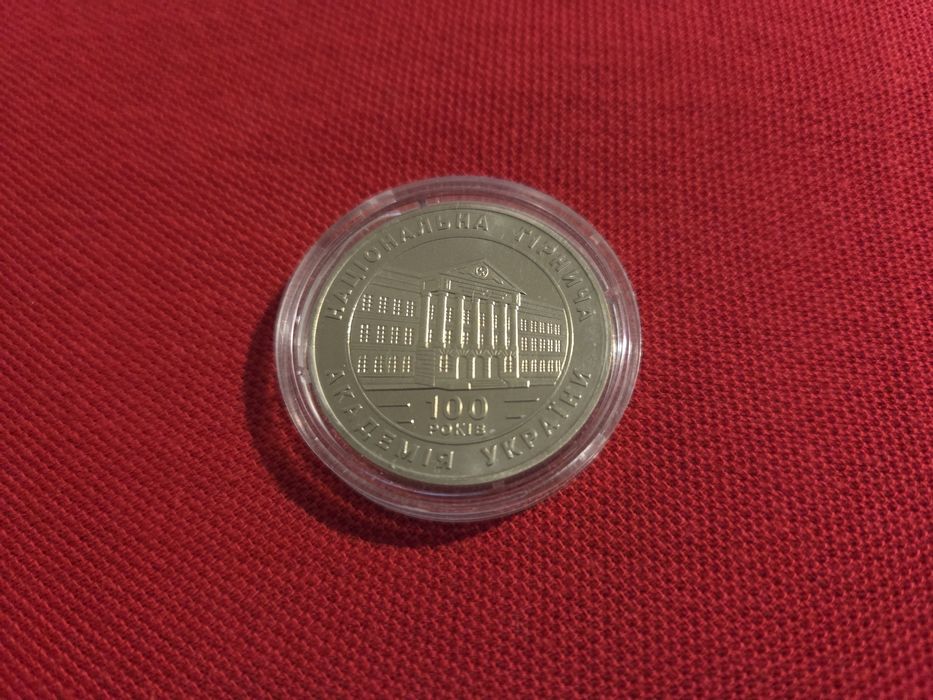 НАЦІОНАЛЬНА ГІРНИЧА
АКАДЕМІЯ УКРАЇНИ
100
РОКІВ